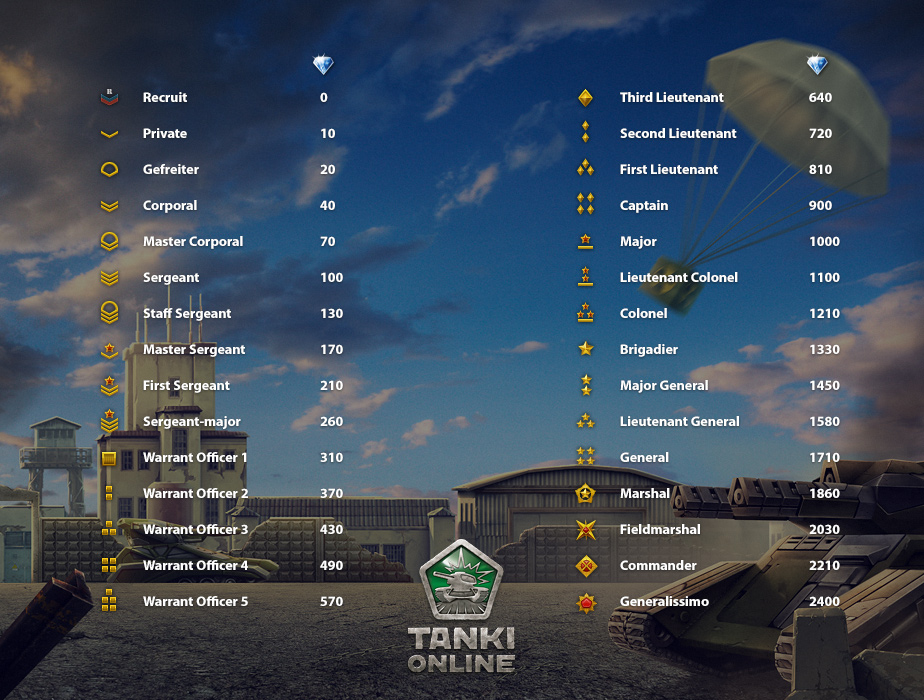 Recruit 0
Private 10
Gefreiter 20
Corporal 40
Master Corporal 70
Sergeant 100
Staff Sergeant 130
Master Sergeant 170
First Sergeant 210
Sergeant-major 260
Warrant Officer 1 310
Warrant Officer 2 370
Warrant Officer 3 430
Warrant Officer 4 490
Warrant Officer 5 570
Third Lieutenant 640
Second Lieutenant 720
First Lieutenant 810
Captain 900
Major 1000
Lieutenant Colonel 1100
Colonel 1210
Brigadier 1330
Major General 1450
Lieutenant General 1580
General 1710
Marshal 1860
Fieldmarshal 2030
Commander 2210
Generalissimo 2400
TANKI
ONLINE